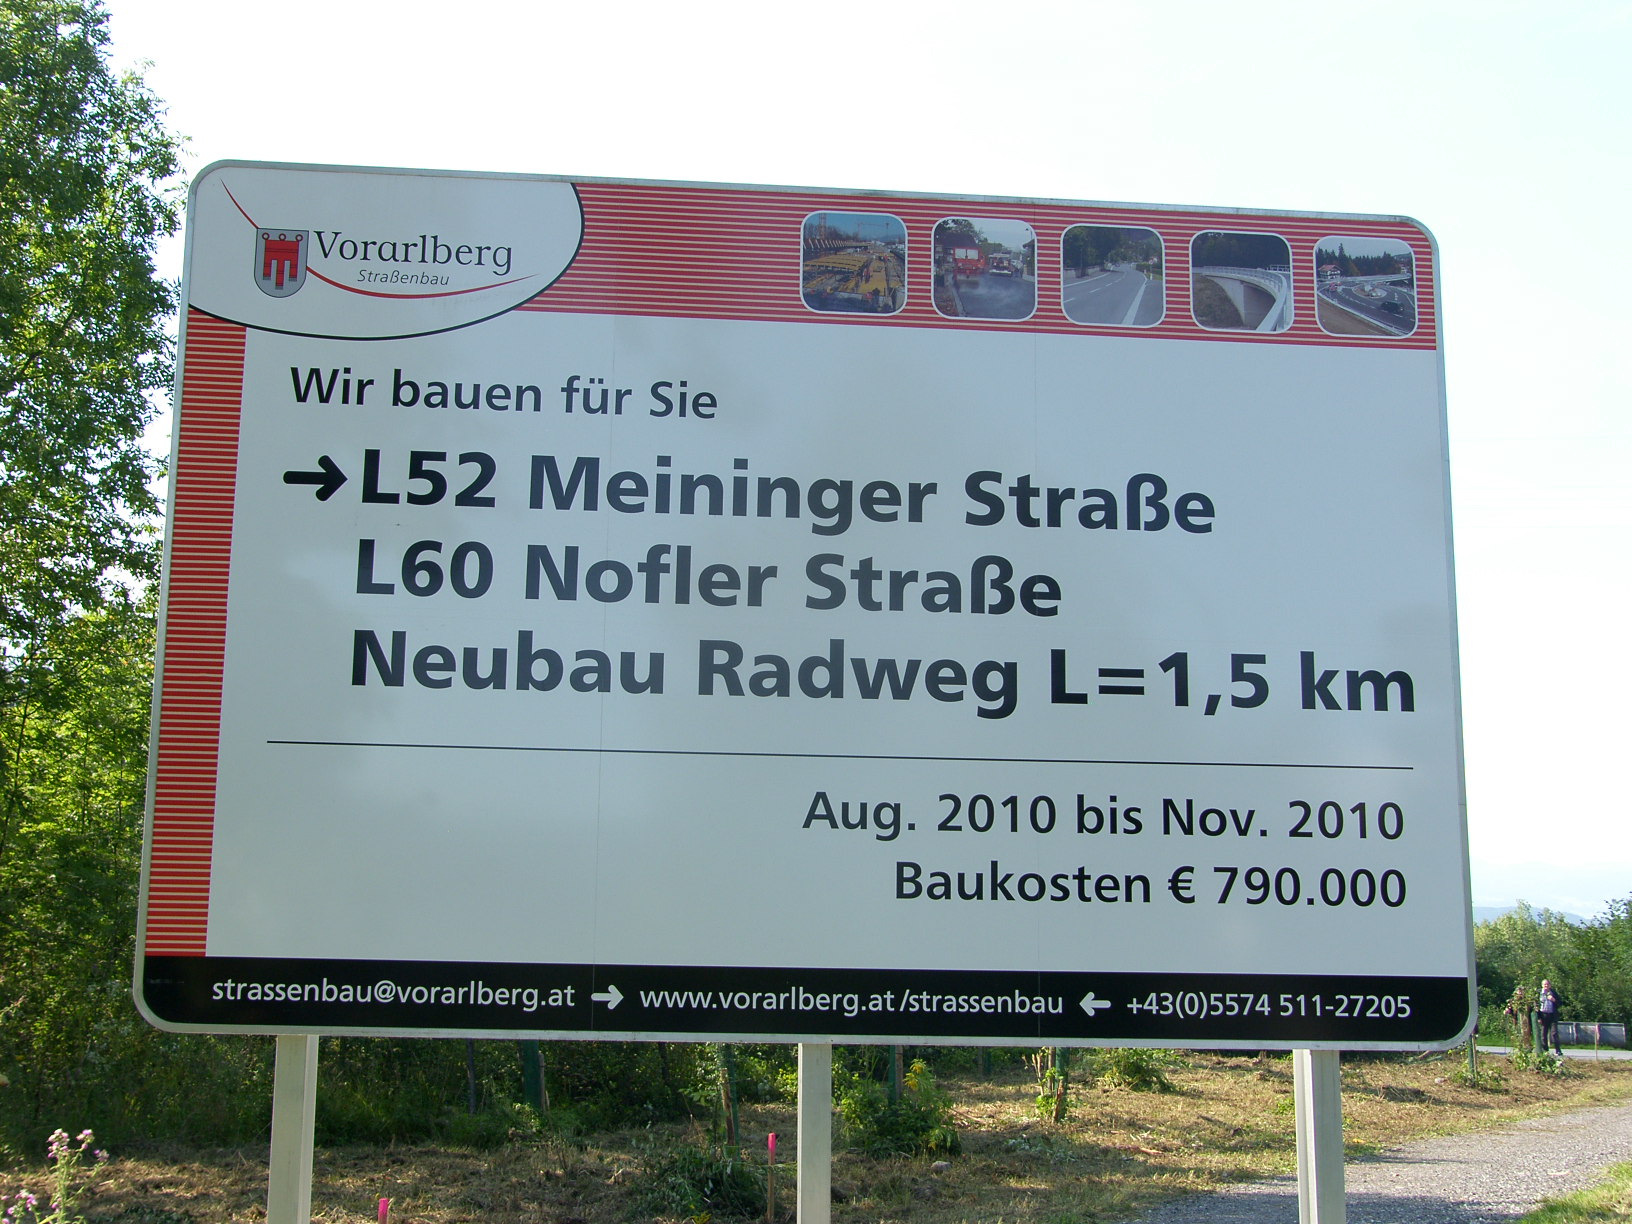 Vorarlberg
Straßenbau
Wir bauen für Sie
→L52 Meininger Straße
L60 Nofler Straße
Neubau Radweg L=1,5 km
Aug. 2010 bis Nov. 2010
Baukosten € 790.000
strassenbau@vorarlberg.at → www.vorarlberg.at/strassenbau ← +43(0)5574 511-27205